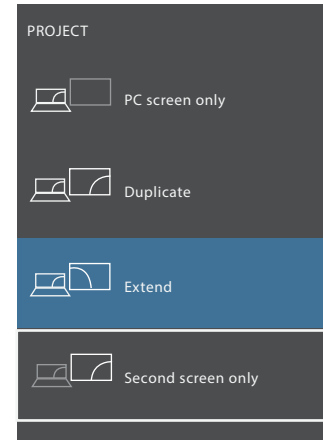 PROJECT
PC screen only
Duplicate
Extend
Second screen only